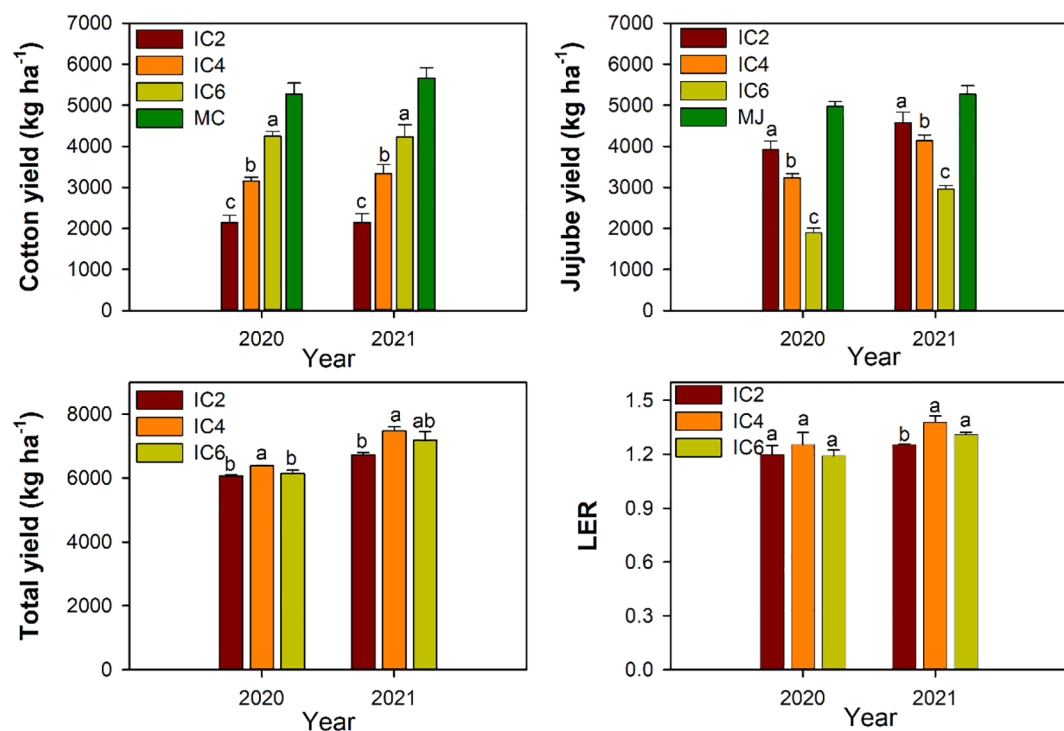 Cotton yield (kg ha⁻¹)
7000
6000
5000
4000
3000
2000
1000
0
IC2
IC4
IC6
MC
c
b
a
c
b
a
2020
2021
Year
Jujube yield (kg ha⁻¹)
7000
6000
5000
4000
3000
2000
1000
0
IC2
IC4
IC6
MJ
a
b
c
a
b
c
2020
2021
Year
Total yield (kg ha⁻¹)
8000
6000
4000
2000
0
IC2
IC4
IC6
b
a
b
b
a
ab
2020
2021
Year
LER
1.5
1.2
0.9
0.6
0.3
0.0
IC2
IC4
IC6
a
a
a
b
a
a
2020
2021
Year